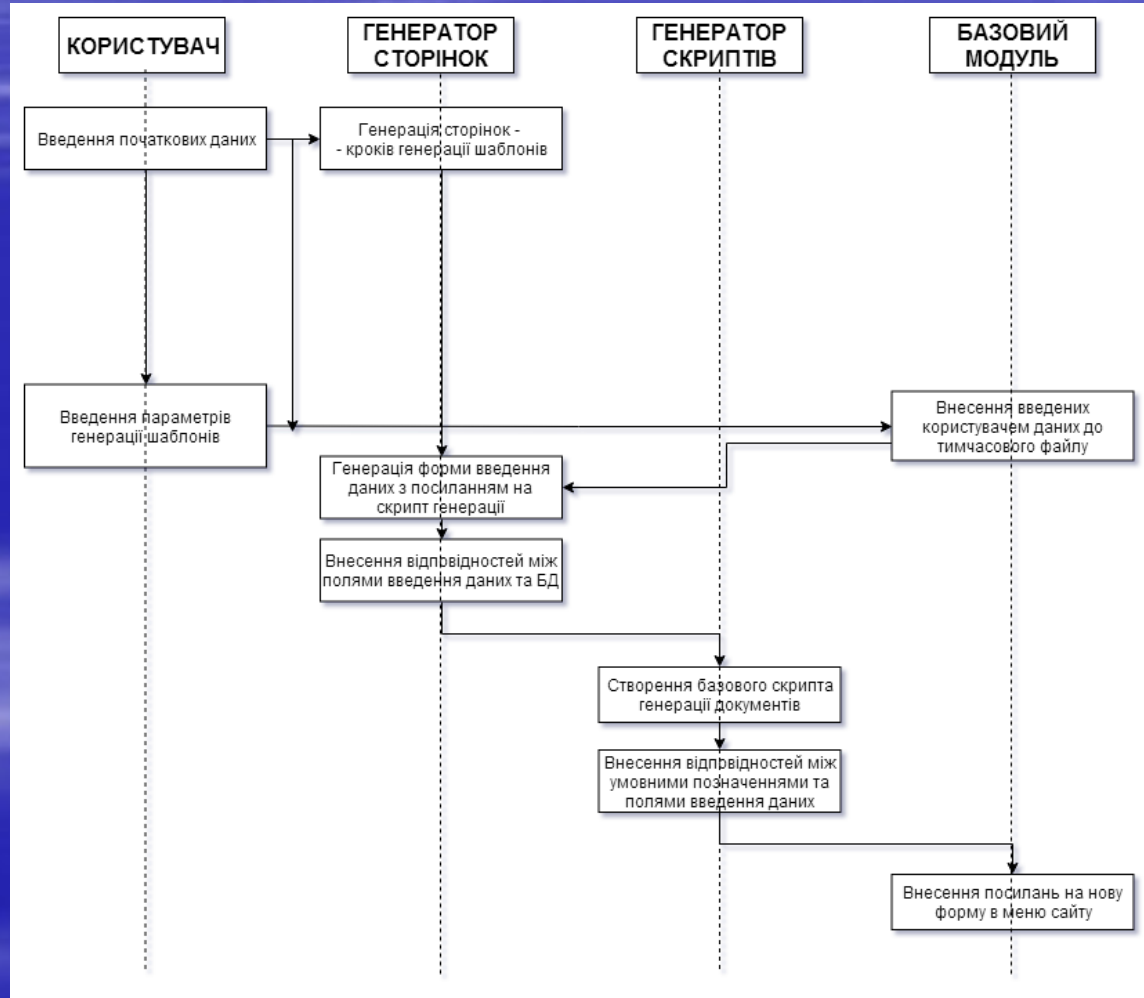 КОРИСТУВАЧ
ГЕНЕРАТОР
СТОРІНОК
ГЕНЕРАТОР
СКРИПТІВ
БАЗОВИЙ
МОДУЛЬ
Введення початкових даних
Генерація сторінок -
- кроків генерації шаблонів
Введення параметрів
генерації шаблонів
Внесення введених
користувачем даних до
тимчасового файлу
Генерація форми введення
даних з посиланням на
скрипт генерації
Внесення відповідностей між
полями введення даних та БД
Створення базового скрипта
генерації документів
Внесення відповідностей між
умовними позначеннями та
полями введення даних
Внесення посилань на нову
форму в меню сайту